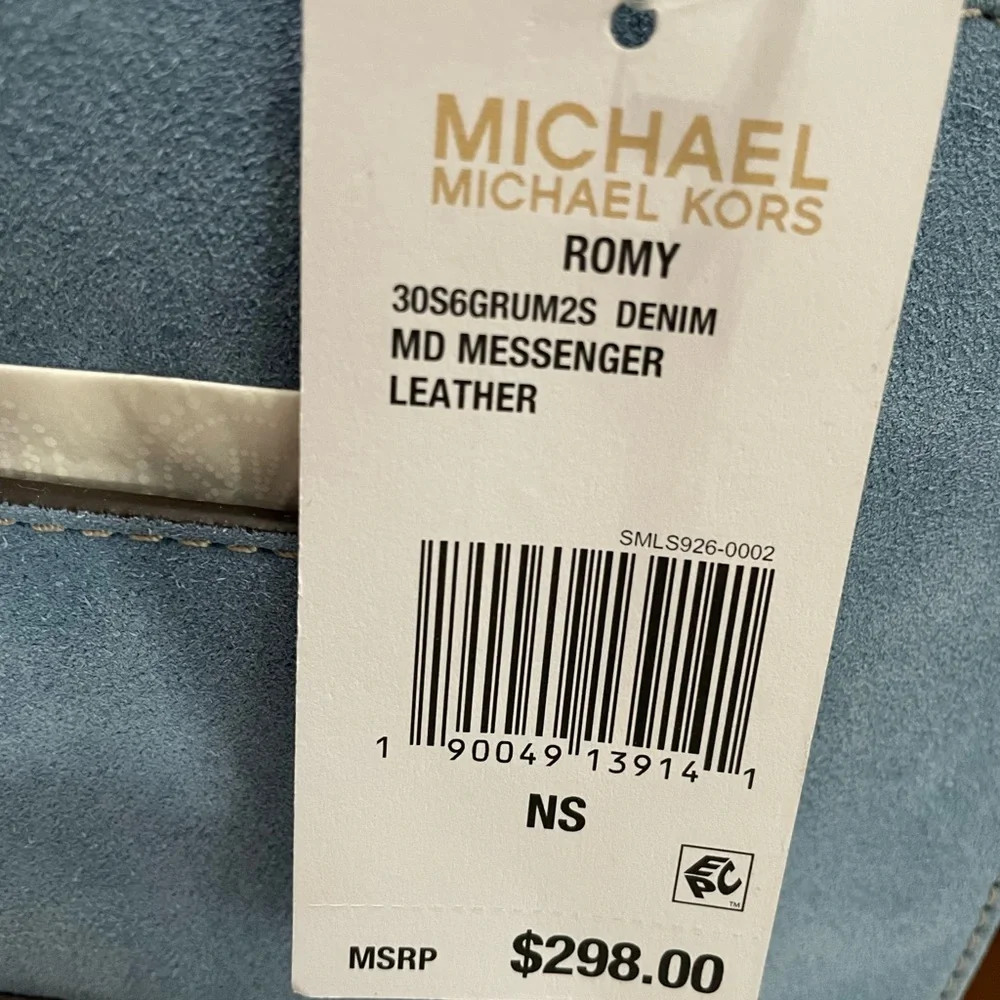 MICHAEL
MICHAEL KORS
ROMY
30S6GRUM2S DENIM
MD MESSENGER
LEATHER
SMLS926-0002
1 90049 13914 1
NS
EPC
TM
MSRP $298.00